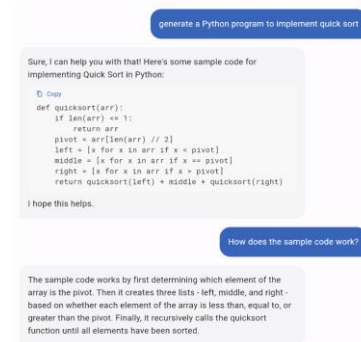 generate a Python program to implement quick sort
Sure, I can help you with that! Here's some sample code for
implementing Quick Sort in Python:
Copy
def quicksort(arr):
    if len(arr) <= 1:
        return arr
    pivot = arr[len(arr) // 2]
    left = [x for x in arr if x < pivot]
    middle = [x for x in arr if x == pivot]
    right = [x for x in arr if x > pivot]
    return quicksort(left) + middle + quicksort(right)
I hope this helps.
How does the sample code work?
The sample code works by first determining which element of the
array is the pivot. Then it creates three lists - left, middle, and right -
based on whether each element of the array is less than, equal to, or
greater than the pivot. Finally, it recursively calls the quicksort
function until all elements have been sorted.